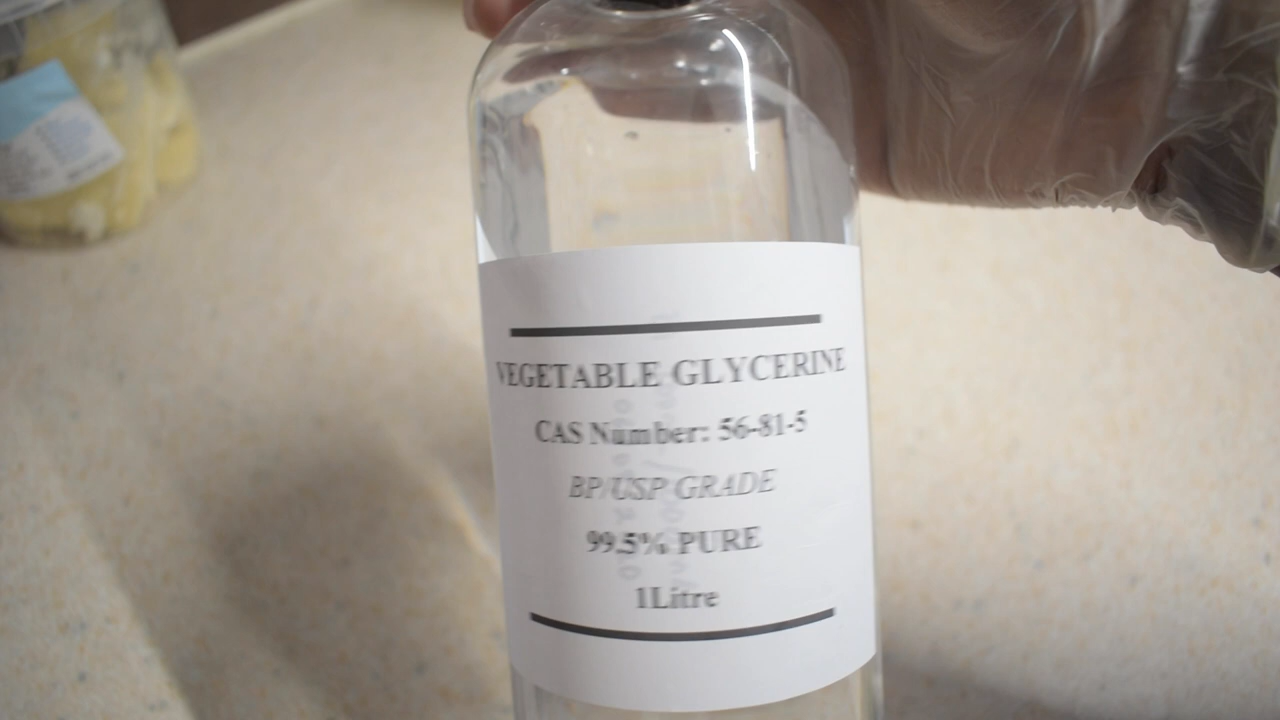 VEGETABLE GLYCERINE
CAS Number: 56-81-5
BP/USP GRADE
99.5% PURE
1Litre